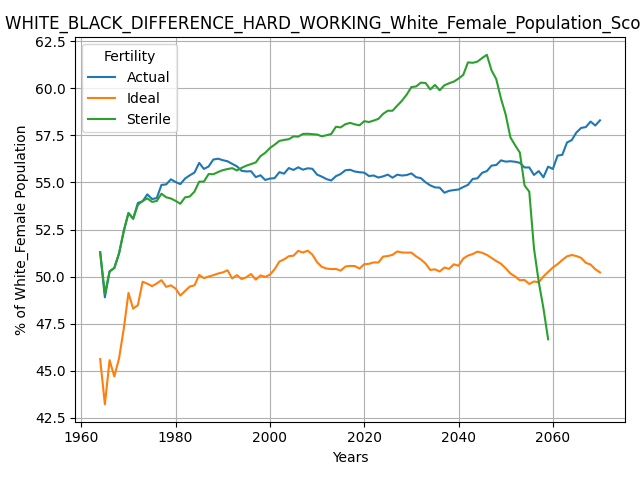 WHITE_BLACK_DIFFERENCE_HARD_WORKING_White_Female_Population_Sco
62.5
60.0
57.5
55.0
52.5
50.0
47.5
45.0
42.5
% of White_Female Population
Fertility
Actual
Ideal
Sterile
1960
1980
2000
2020
2040
2060
Years